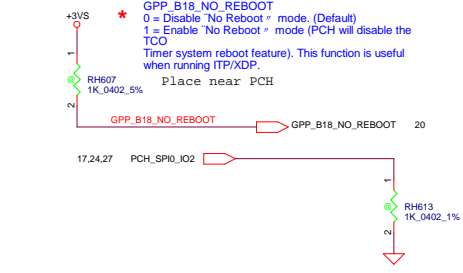 GPP_B18_NO_REBOOT
+3VS
*
0 = Disable ¨No Reboot〃 mode. (Default)
1 = Enable ¨No Reboot〃 mode (PCH will disable the
TCO
Timer system reboot feature). This function is useful
when running ITP/XDP.
Place near PCH
1
@
RH607
1K_0402_5%
2
GPP_B18_NO_REBOOT
GPP_B18_NO_REBOOT 20
17,24,27 PCH_SPI0_IO2
1
@
RH613
1K_0402_1%
2